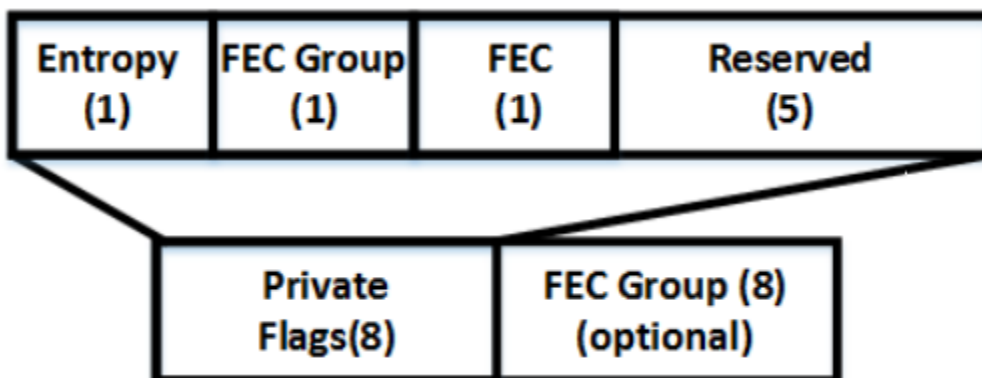 Entropy
(1)
FEC Group
(1)
FEC
(1)
Reserved
(5)
Private
Flags(8)
FEC Group (8)
(optional)